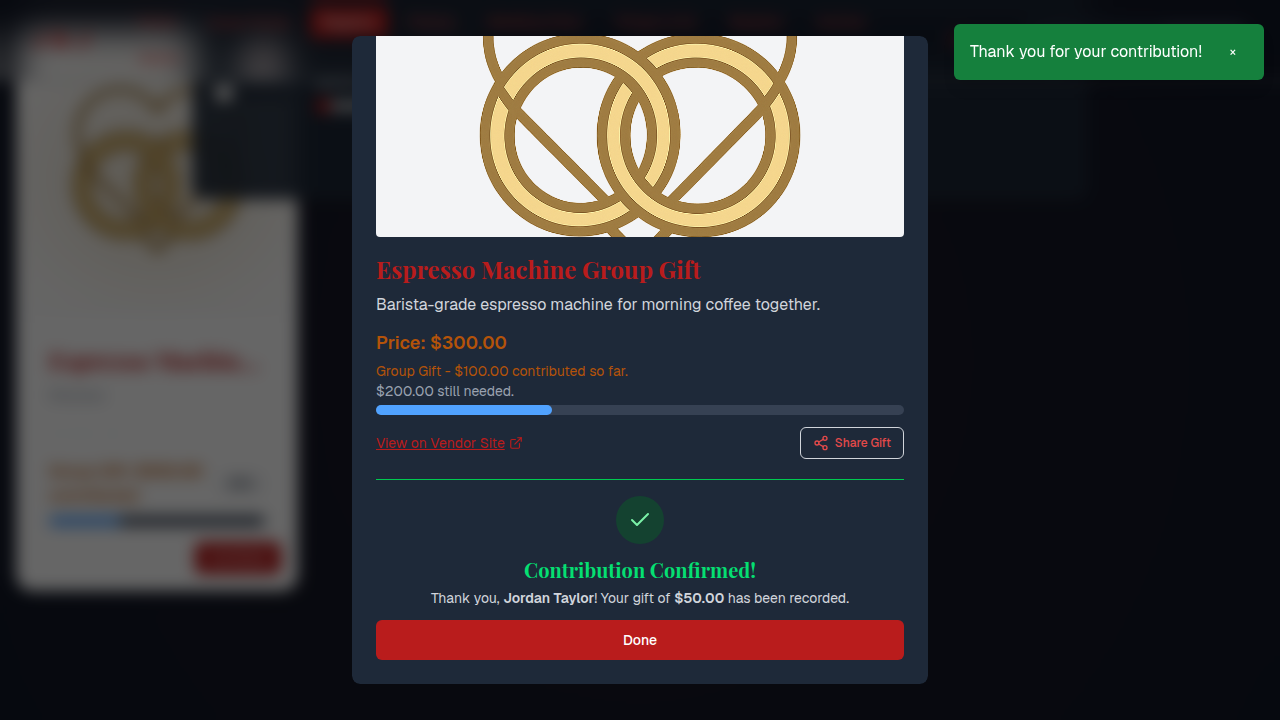 Thank you for your contribution! ×
Espresso Machine Group Gift
Barista-grade espresso machine for morning coffee together.
Price: $300.00
Group Gift - $100.00 contributed so far.
$200.00 still needed.
View on Vendor Site
Share Gift
Contribution Confirmed!
Thank you, Jordan Taylor! Your gift of $50.00 has been recorded.
Done